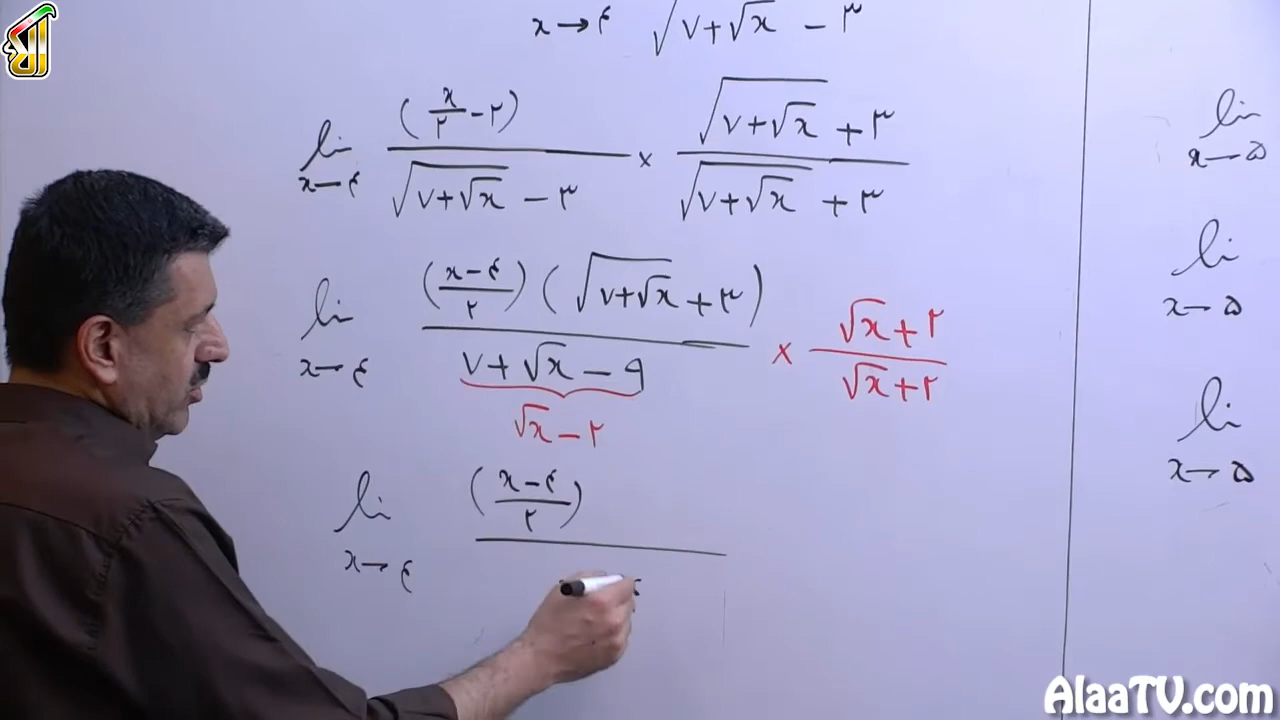 x → ۴ √(۷+√x) − ۳
lim x→۴ (x/۲ − ۲) / (√(۷+√x) − ۳) × (√(۷+√x) + ۳) / (√(۷+√x) + ۳)
lim x→۴ ((x−۴)/۲) (√(۷+√x) + ۳) / (۷+√x − ۹) × (√x + ۲) / (√x + ۲)
√x − ۲
lim x→۴ ((x−۴)/۲)
lim x→۵
lim x→۵
lim x→۵
AlaaTV.com